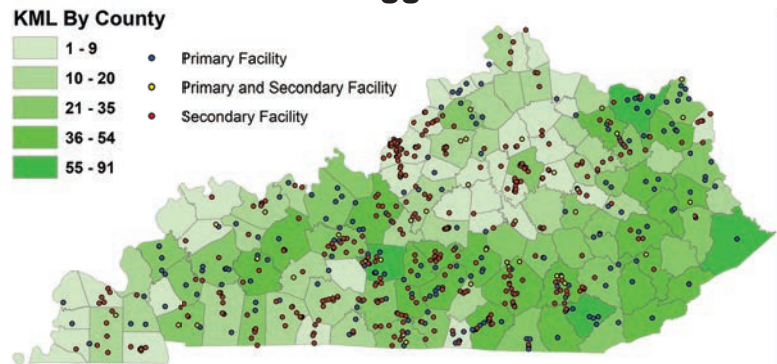 KML By County
1 - 9
10 - 20
21 - 35
36 - 54
55 - 91
Primary Facility
Primary and Secondary Facility
Secondary Facility